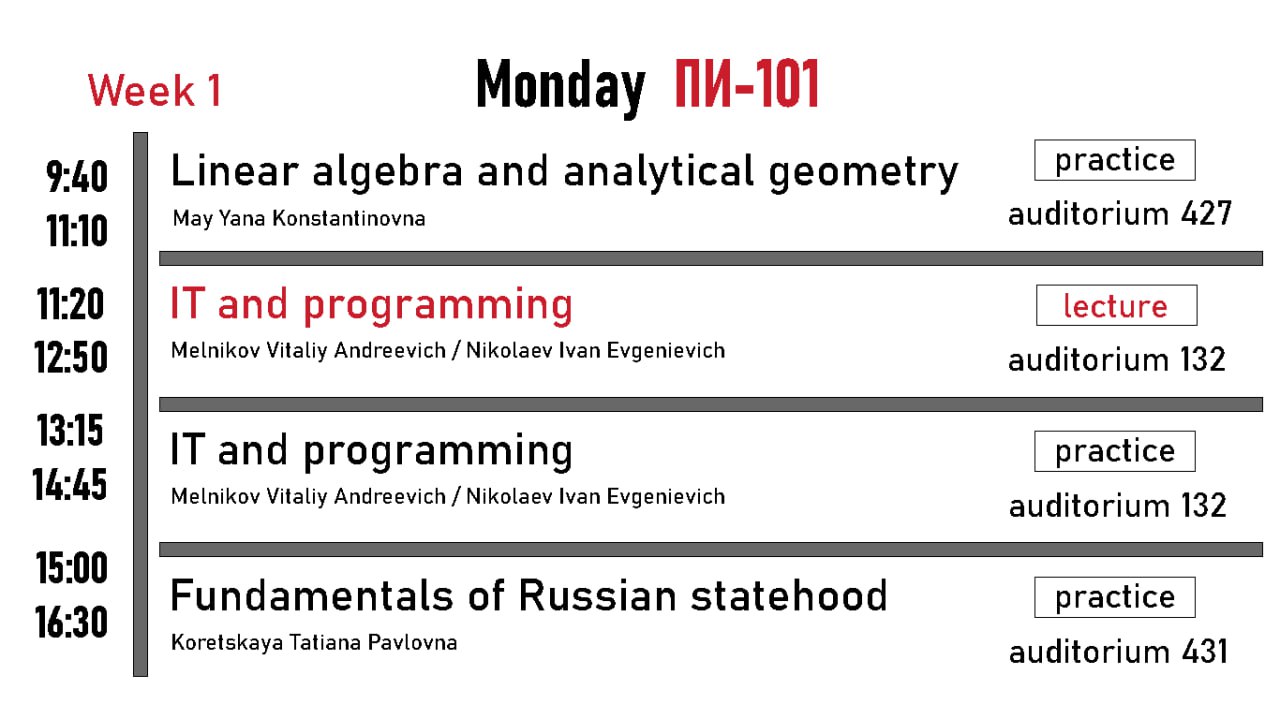 Week 1
Monday ПИ-101
9:40
11:10
Linear algebra and analytical geometry
May Yana Konstantinovna
practice
auditorium 427
11:20
12:50
IT and programming
Melnikov Vitaliy Andreevich / Nikolaev Ivan Evgenievich
lecture
auditorium 132
13:15
14:45
IT and programming
Melnikov Vitaliy Andreevich / Nikolaev Ivan Evgenievich
practice
auditorium 132
15:00
16:30
Fundamentals of Russian statehood
Koretskaya Tatiana Pavlovna
practice
auditorium 431